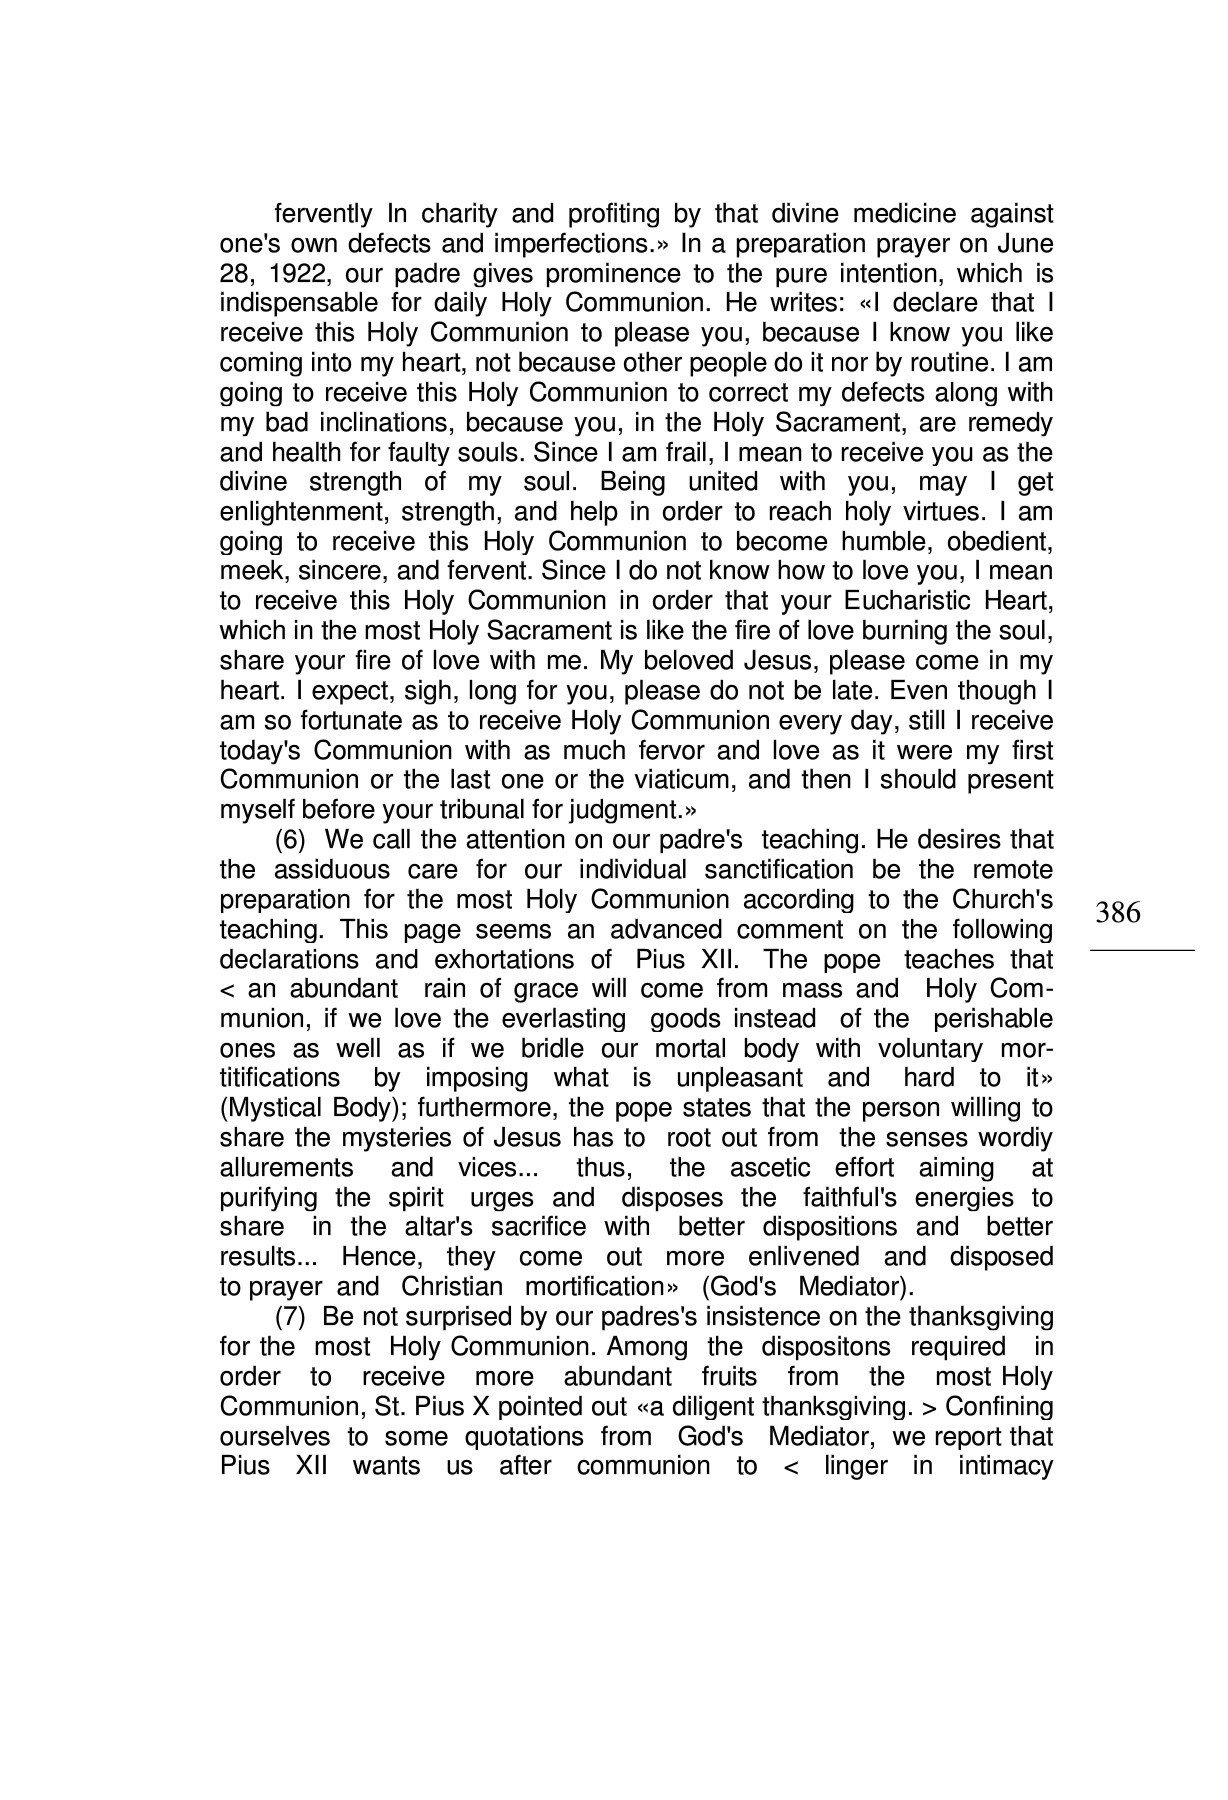 fervently In charity and profiting by that divine medicine against
one's own defects and imperfections.» In a preparation prayer on June
28, 1922, our padre gives prominence to the pure intention, which is
indispensable for daily Holy Communion. He writes: «I declare that I
receive this Holy Communion to please you, because I know you like
coming into my heart, not because other people do it nor by routine. I am
going to receive this Holy Communion to correct my defects along with
my bad inclinations, because you, in the Holy Sacrament, are remedy
and health for faulty souls. Since I am frail, I mean to receive you as the
divine strength of my soul. Being united with you, may I get
enlightenment, strength, and help in order to reach holy virtues. I am
going to receive this Holy Communion to become humble, obedient,
meek, sincere, and fervent. Since I do not know how to love you, I mean
to receive this Holy Communion in order that your Eucharistic Heart,
which in the most Holy Sacrament is like the fire of love burning the soul,
share your fire of love with me. My beloved Jesus, please come in my
heart. I expect, sigh, long for you, please do not be late. Even though I
am so fortunate as to receive Holy Communion every day, still I receive
today's Communion with as much fervor and love as it were my first
Communion or the last one or the viaticum, and then I should present
myself before your tribunal for judgment.»
(6) We call the attention on our padre's teaching. He desires that
the assiduous care for our individual sanctification be the remote
preparation for the most Holy Communion according to the Church's
teaching. This page seems an advanced comment on the following
declarations and exhortations of Pius XII. The pope teaches that
< an abundant rain of grace will come from mass and Holy Com-
munion, if we love the everlasting goods instead of the perishable
ones as well as if we bridle our mortal body with voluntary mor-
titifications by imposing what is unpleasant and hard to it»
(Mystical Body); furthermore, the pope states that the person willing to
share the mysteries of Jesus has to root out from the senses wordiy
allurements and vices... thus, the ascetic effort aiming at
purifying the spirit urges and disposes the faithful's energies to
share in the altar's sacrifice with better dispositions and better
results... Hence, they come out more enlivened and disposed
to prayer and Christian mortification» (God's Mediator).
(7) Be not surprised by our padres's insistence on the thanksgiving
for the most Holy Communion. Among the dispositons required in
order to receive more abundant fruits from the most Holy
Communion, St. Pius X pointed out «a diligent thanksgiving. > Confining
ourselves to some quotations from God's Mediator, we report that
Pius XII wants us after communion to < linger in intimacy
386